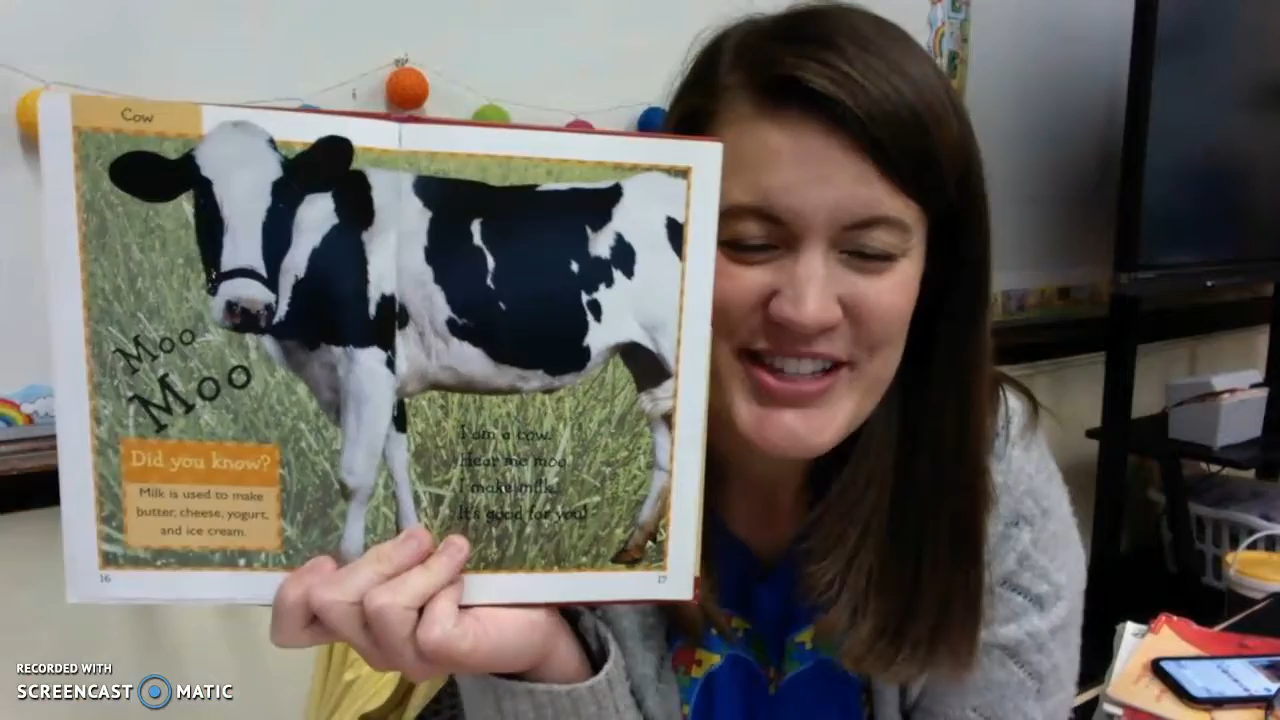 Cow
Moo
Moo
Did you know?
Milk is used to make
butter, cheese, yogurt,
and ice cream.
I am a cow.
Hear me moo.
I make milk.
It's good for you!
16
17
RECORDED WITH
SCREENCAST MATIC